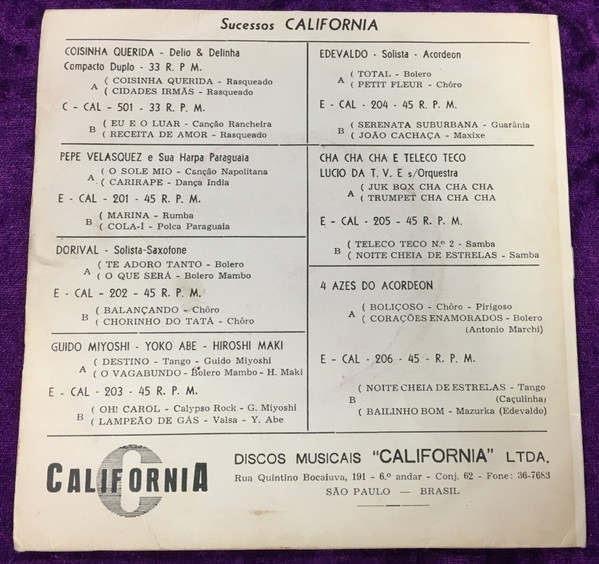 Sucessos CALIFORNIA
COISINHA QUERIDA - Delio & Delinha
Compacto Duplo - 33 R. P M.
A ( COISINHA QUERIDA - Rasqueado
( CIDADES IRMÃS - Rasqueado
C - CAL - 501 - 33 R. P. M.
B ( EU E O LUAR - Canção Rancheira
( RECEITA DE AMOR - Rasqueado
PEPE VELASQUEZ e Sua Harpa Paraguaia
A ( O SOLE MIO - Canção Napolitana
( CARIRAPE - Dança India
E - CAL - 201 - 45 R. P. M.
B ( MARINA - Rumba
( COLA-I - Polca Paraguaia
DORIVAL - Solista-Saxofone
A ( TE ADORO TANTO - Bolero
( O QUE SERÁ - Bolero Mambo
E - CAL - 202 - 45 R. P. M.
B ( BALANÇANDO - Chôro
( CHORINHO DO TATÁ - Chôro
GUIDO MIYOSHI - YOKO ABE - HIROSHI MAKI
A ( DESTINO - Tango - Guido Miyoshi
( O VAGABUNDO - Bolero Mambo - H. Maki
E - CAL - 203 - 45 R. P. M.
B ( OH! CAROL - Calypso Rock - G. Miyoshi
( LAMPEÃO DE GÁS - Valsa - Y. Abe
EDEVALDO - Solista - Acordeon
A ( TOTAL - Bolero
( PETIT FLEUR - Chôro
E - CAL - 204 - 45 R. P. M.
B ( SERENATA SUBURBANA - Guarânia
( JOÃO CACHAÇA - Maxixe
CHA CHA CHA E TELECO TECO
LUCIO DA T. V. E s/Orquestra
A ( JUK BOX CHA CHA CHA
( TRUMPET CHA CHA CHA
E - CAL - 205 - 45 R. P. M.
B ( TELECO TECO N.º 2 - Samba
( NOITE CHEIA DE ESTRELAS - Samba
4 AZES DO ACORDEON
A ( BOLIÇOSO - Chôro - Pirigoso
( CORAÇÕES ENAMORADOS - Bolero
(Antonio Marchi)
E - CAL - 206 - 45 - R. P. M.
B ( NOITE CHEIA DE ESTRELAS - Tango
(Caçulinha)
( BAILINHO BOM - Mazurka (Edevaldo)
C
CALIFORNIA
DISCOS MUSICAIS "CALIFORNIA" LTDA.
Rua Quintino Bocaiuva, 191 - 6.º andar - Conj. 62 - Fone: 36-7683
SÃO PAULO — BRASIL